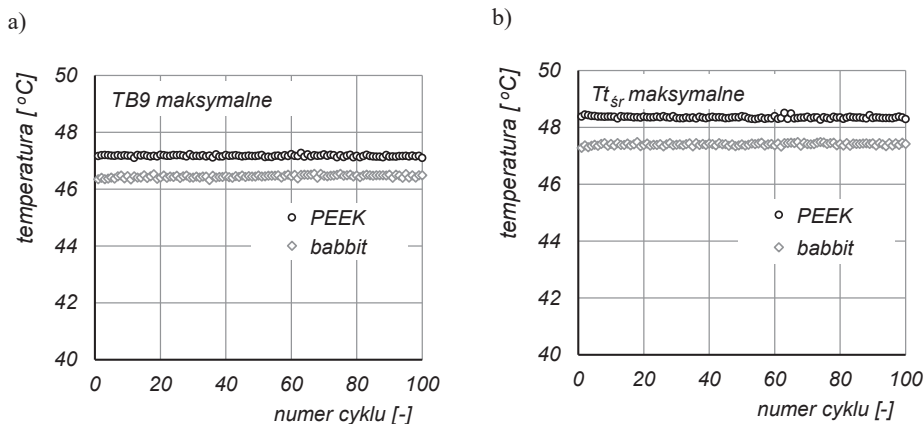 a)
temperatura [°C]
50
48
46
44
42
40
TB9 maksymalne
PEEK
babbit
0 20 40 60 80 100
numer cyklu [-]
b)
temperatura [°C]
50
48
46
44
42
40
Tt śr maksymalne
PEEK
babbit
0 20 40 60 80 100
numer cyklu [-]